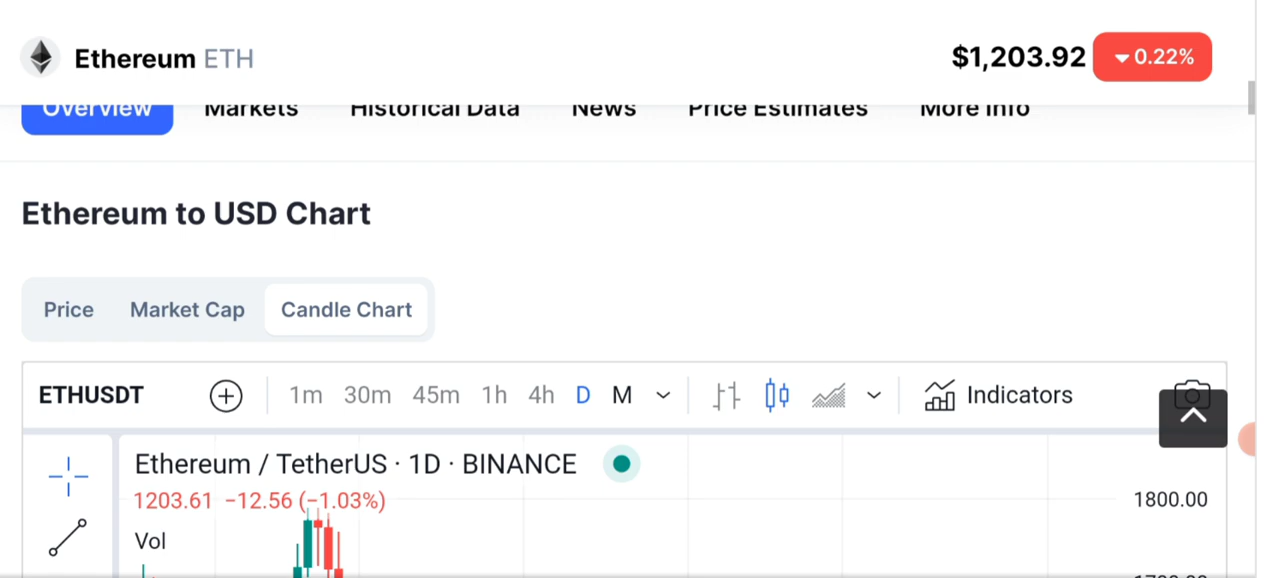 Ethereum ETH $1,203.92 0.22%
Overview Markets Historical Data News Price Estimates More Info
Ethereum to USD Chart
Price Market Cap Candle Chart
ETHUSDT 1m 30m 45m 1h 4h D M Indicators
Ethereum / TetherUS · 1D · BINANCE
1203.61 −12.56 (−1.03%)
1800.00
Vol